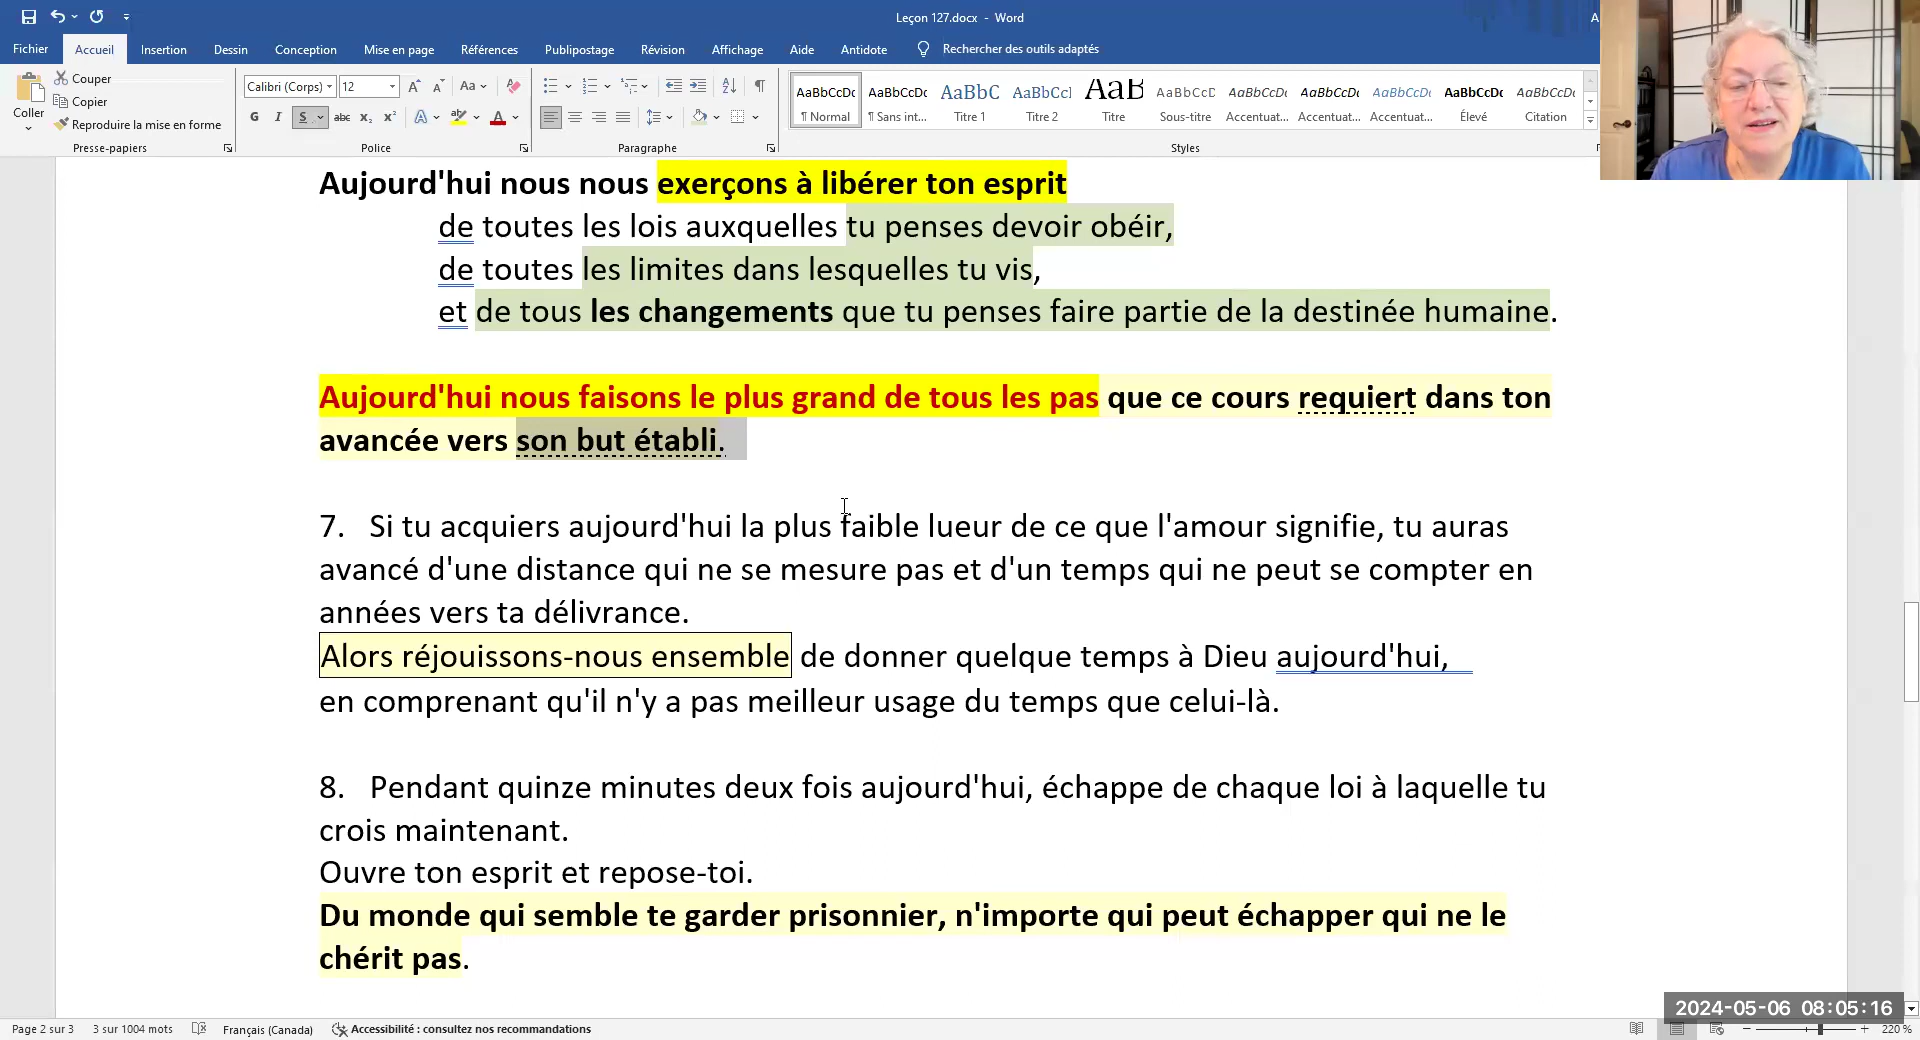 Leçon 127.docx - Word
A
Fichier Accueil Insertion Dessin Conception Mise en page Références Publipostage Révision Affichage Aide Antidote Rechercher des outils adaptés
Coller
Couper
Copier
Reproduire la mise en forme
Presse-papiers
Calibri (Corps) 12
G I S abc x₂ x²
Police
Paragraphe
AaBbCcDc AaBbCcDc AaBbC AaBbCcI AaB AaBbCcD AaBbCcDc AaBbCcDc AaBbCcDc AaBbCcDc AaBbCcDc
¶ Normal ¶ Sans int... Titre 1 Titre 2 Titre Sous-titre Accentuat... Accentuat... Accentuat... Élevé Citation
Styles
Aujourd'hui nous nous exerçons à libérer ton esprit
de toutes les lois auxquelles tu penses devoir obéir,
de toutes les limites dans lesquelles tu vis,
et de tous les changements que tu penses faire partie de la destinée humaine.
Aujourd'hui nous faisons le plus grand de tous les pas que ce cours requiert dans ton
avancée vers son but établi.
7. Si tu acquiers aujourd'hui la plus faible lueur de ce que l'amour signifie, tu auras
avancé d'une distance qui ne se mesure pas et d'un temps qui ne peut se compter en
années vers ta délivrance.
Alors réjouissons-nous ensemble de donner quelque temps à Dieu aujourd'hui,
en comprenant qu'il n'y a pas meilleur usage du temps que celui-là.
8. Pendant quinze minutes deux fois aujourd'hui, échappe de chaque loi à laquelle tu
crois maintenant.
Ouvre ton esprit et repose-toi.
Du monde qui semble te garder prisonnier, n'importe qui peut échapper qui ne le
chérit pas.
2024-05-06 08:05:16
Page 2 sur 3 3 sur 1004 mots Français (Canada) Accessibilité : consultez nos recommandations 220 %